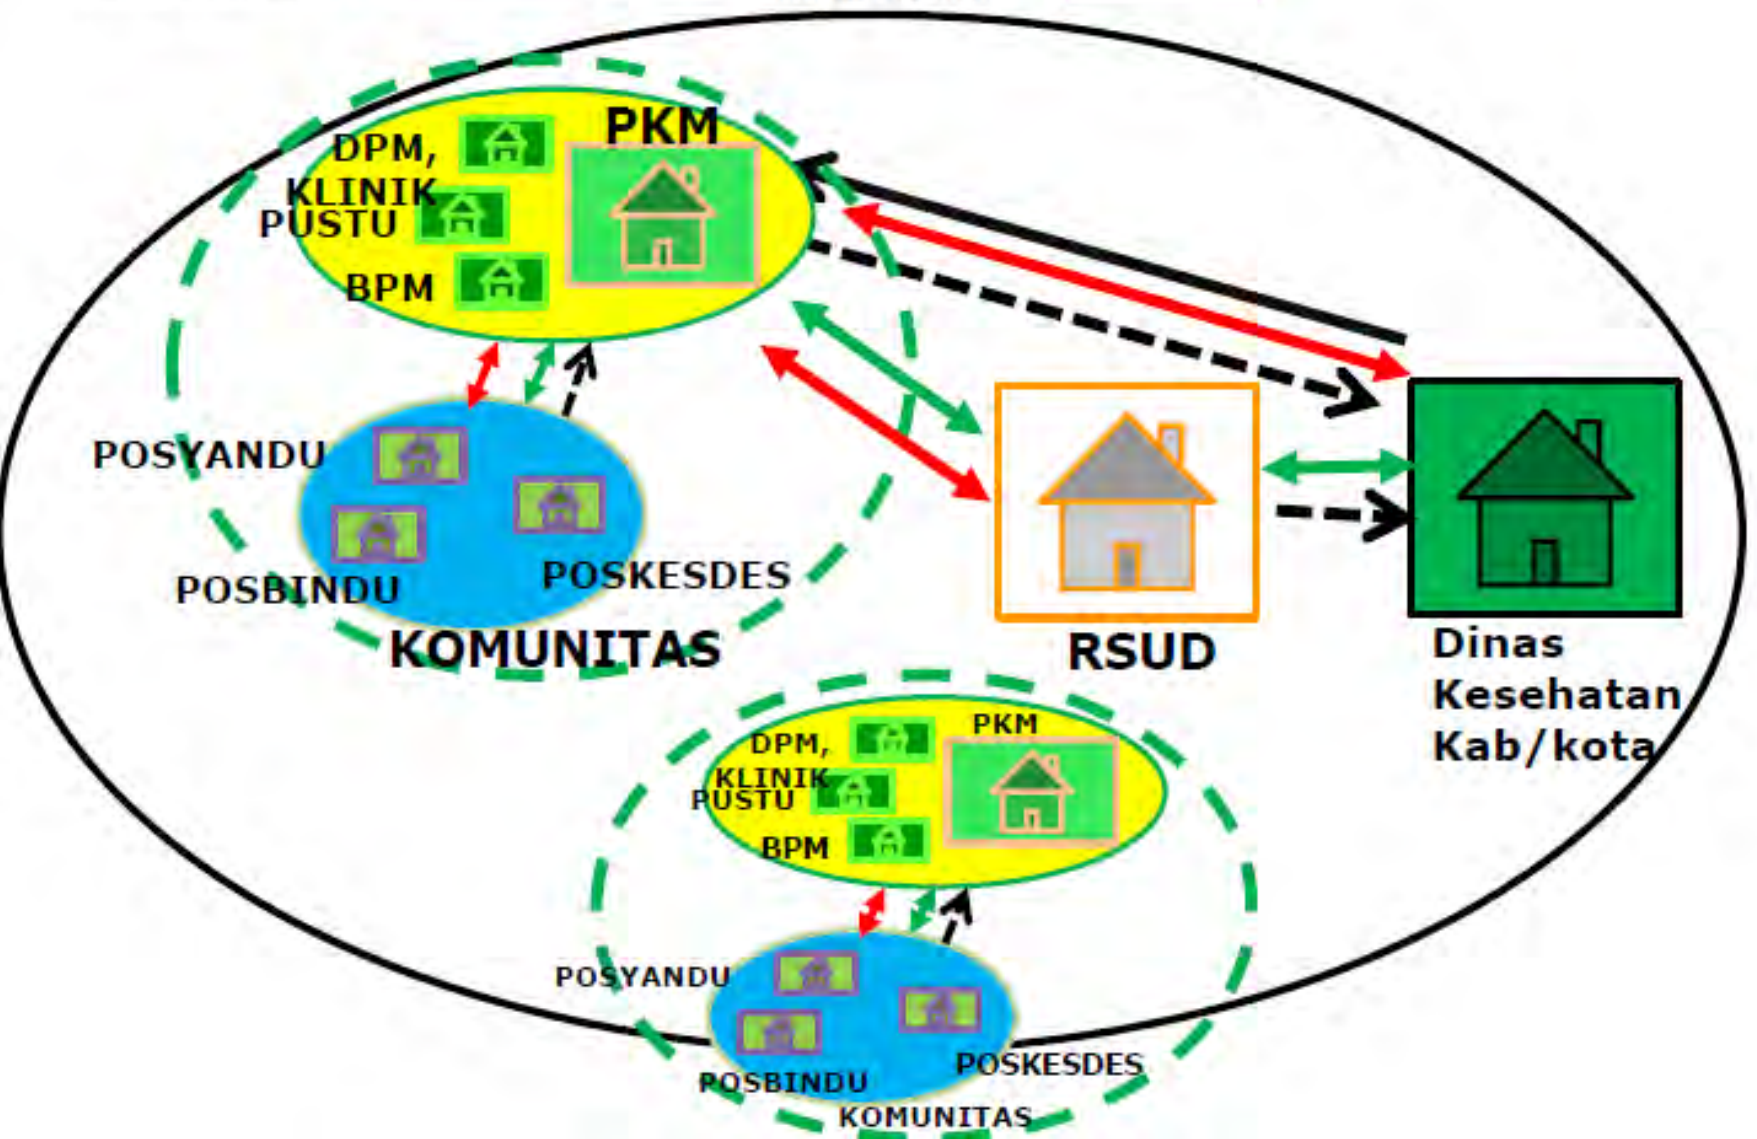 PKM
DPM,
KLINIK
PUSTU
BPM
POSYANDU
POSBINDU
POSKESDES
KOMUNITAS
RSUD
Dinas
Kesehatan
Kab/kota
PKM
DPM,
KLINIK
PUSTU
BPM
POSYANDU
POSKESDES
POSBINDU
KOMUNITAS